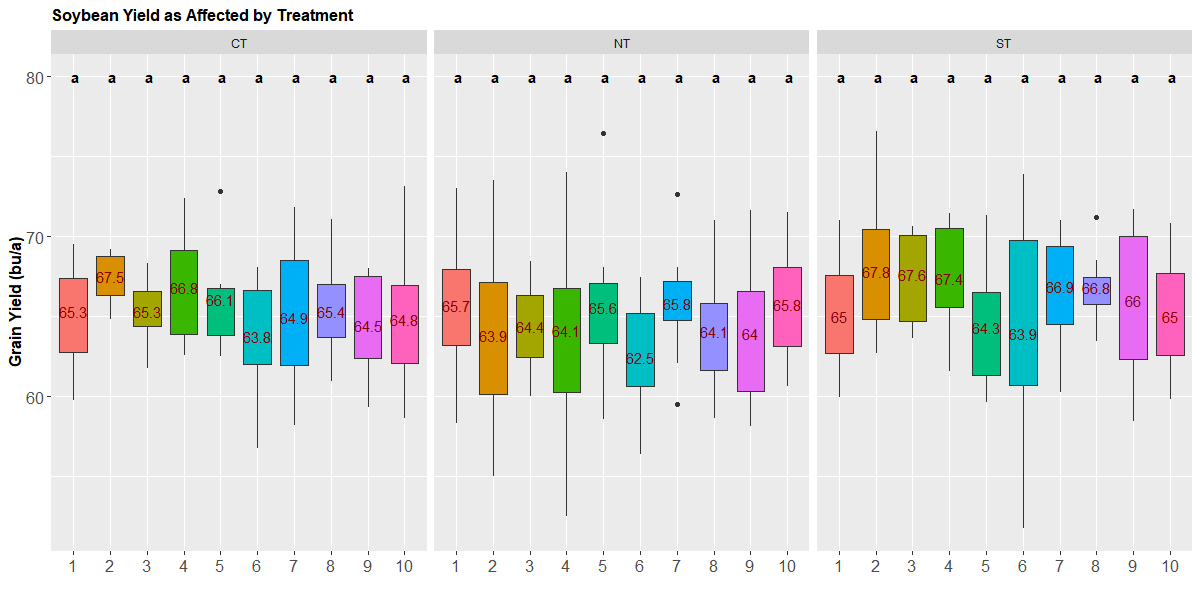 Soybean Yield as Affected by Treatment
CT NT ST
80 a a a a a a a a a a a a a a a a a a a a a a a a a a a a a a
70
60
Grain Yield (bu/a)
65.3 67.5 65.3 66.8 66.1 63.8 64.9 65.4 64.5 64.8 65.7 63.9 64.4 64.1 65.6 62.5 65.8 64.1 64 65.8 65 67.8 67.6 67.4 64.3 63.9 66.9 66.8 66 65
1 2 3 4 5 6 7 8 9 10 1 2 3 4 5 6 7 8 9 10 1 2 3 4 5 6 7 8 9 10